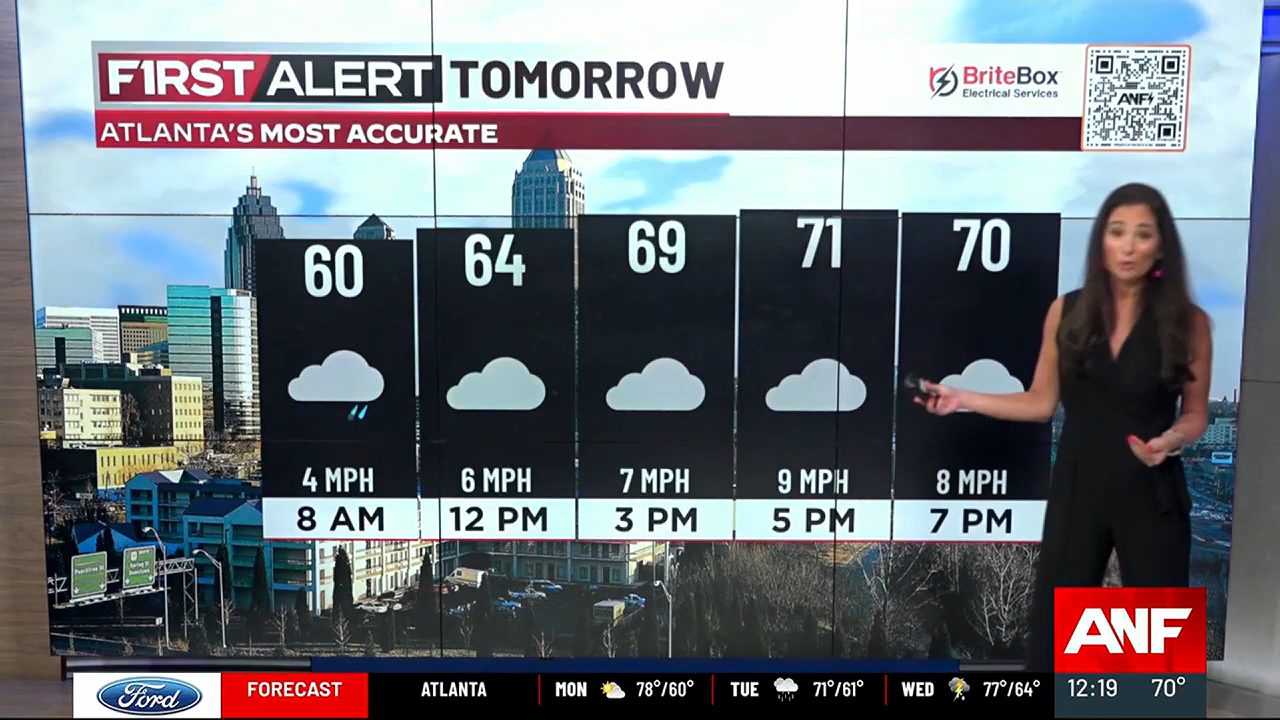 F1RST ALERT TOMORROW
ATLANTA'S MOST ACCURATE
BriteBox
Electrical Services
ANF
60
64
69
71
70
4 MPH
6 MPH
7 MPH
9 MPH
8 MPH
8 AM
12 PM
3 PM
5 PM
7 PM
ANF
Ford
FORECAST
ATLANTA
MON 78°/60°
TUE 71°/61°
WED 77°/64°
12:19 70°